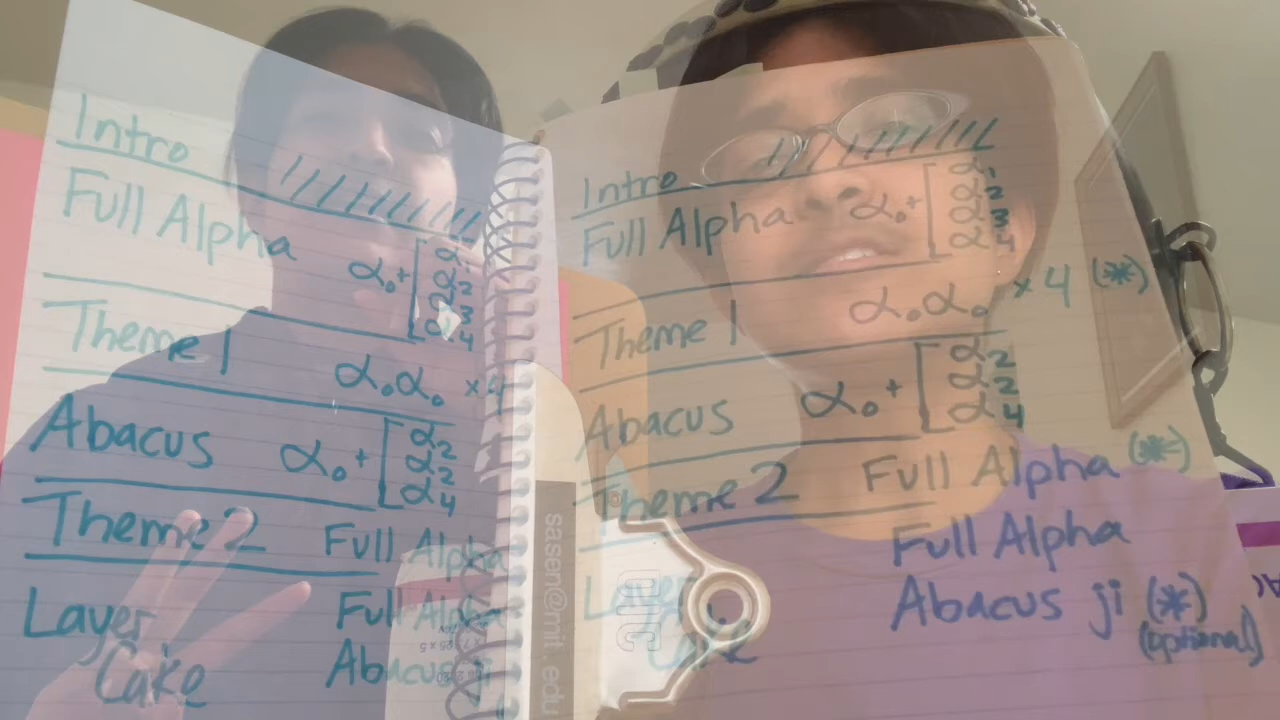 Intro
/ / / / / / / / / /
Full Alpha α₀ + [α₁
α₂
α₃
α₄
Theme 1
α₀α₀ × 4
Abacus α₀ + [α₂
α₂
α₄
Theme 2 Full Alpha
Layer Cake Full Alpha
Abacus ji
Intro
Full Alpha α₀ + [α₁
α₂
α₃
α₄
Theme 1 α₀α₀ × 4 (*)
Abacus α₀ + [α₂
α₂
α₄
Theme 2 Full Alpha (*)
Full Alpha
Layer Cake Abacus ji (*)
(optional)
sasen@mit.edu